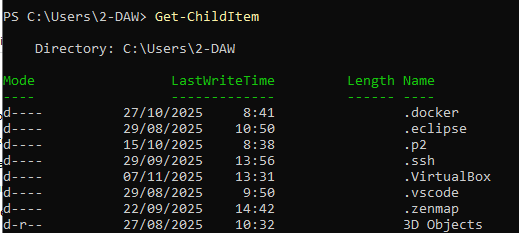 PS C:\Users\2-DAW> Get-ChildItem
Directory: C:\Users\2-DAW
Mode                 LastWriteTime         Length Name
----                 -------------         ------ ----
d----          27/10/2025     8:41                .docker
d----          29/08/2025    10:50                .eclipse
d----          15/10/2025     8:38                .p2
d----          29/09/2025    13:56                .ssh
d----          07/11/2025    13:31                .VirtualBox
d----          29/08/2025     9:50                .vscode
d----          22/09/2025    14:42                .zenmap
d-r--          27/08/2025    10:32                3D Objects